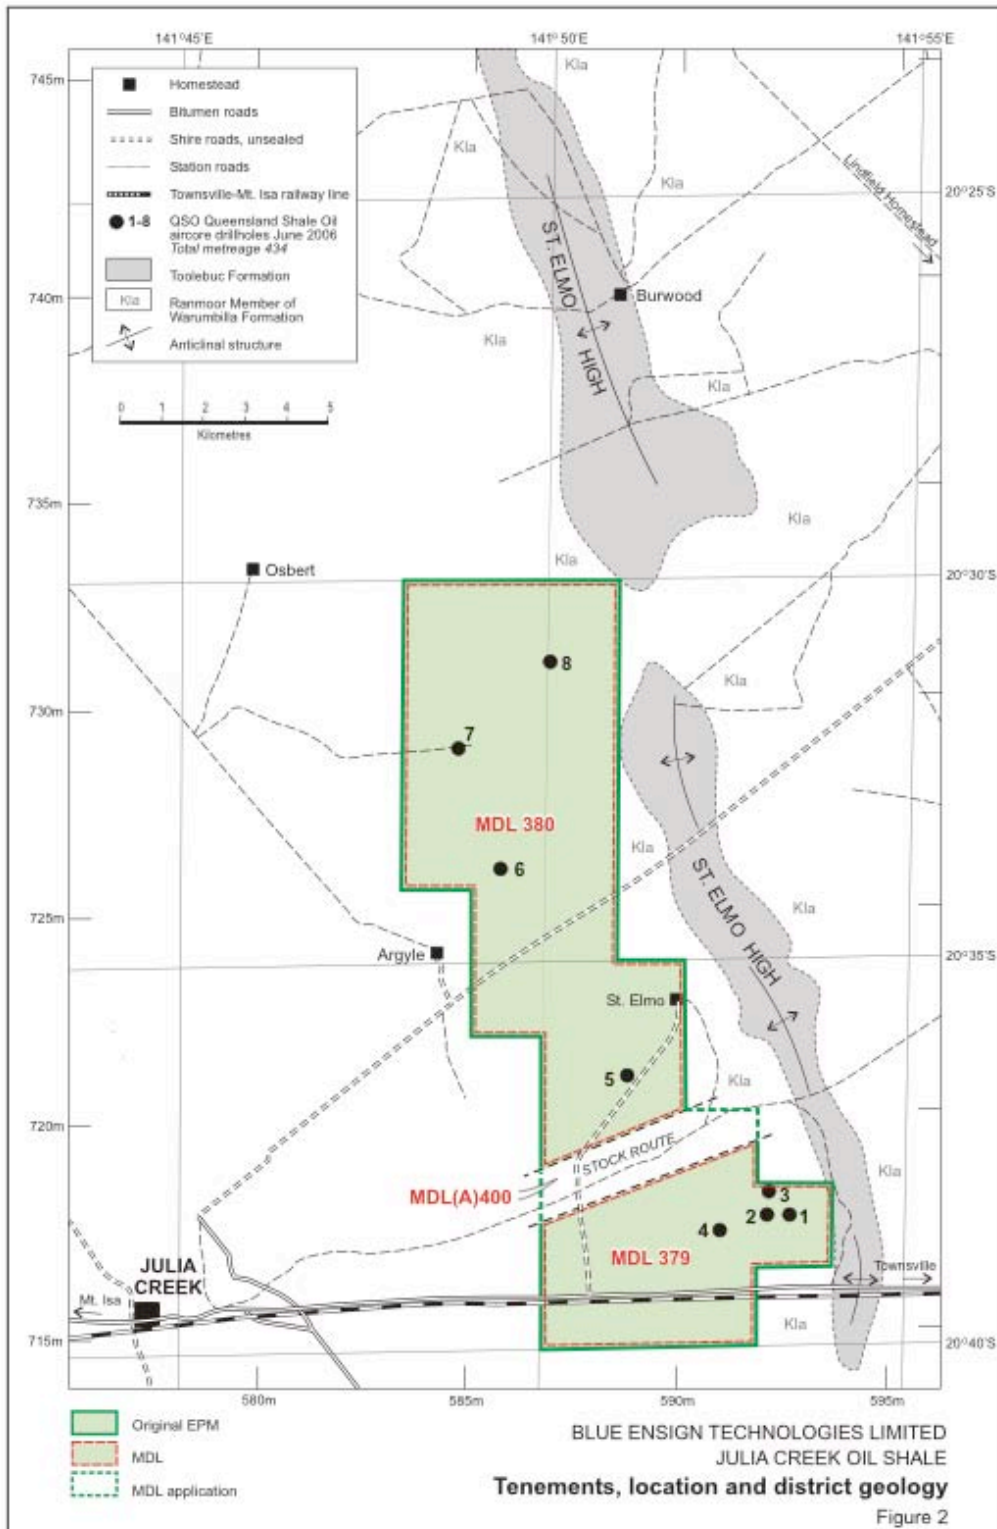 141°45'E
141°50'E
141°55'E
745m
740m
735m
730m
725m
720m
715m
Homestead
Bitumen roads
Shire roads, unsealed
Station roads
Townsville-Mt. Isa railway line
1-8 QSO Queensland Shale Oil
aircore drillholes June 2006
Total metreage 434
Toolebuc Formation
Kla Ranmoor Member of
Warumbilla Formation
Anticlinal structure
0 1 2 3 4 5
Kilometres
Kla
Kla
Kla
Lindfield Homestead
20°25'S
ST. ELMO HIGH
Burwood
Kla
Kla
Kla
Kla
Osbert
20°30'S
8
Kla
7
MDL 380
Kla
6
ST. ELMO HIGH
Kla
Argyle
20°35'S
St. Elmo
5
Kla
STOCK ROUTE
MDL(A)400
3
2
1
4
Kla
MDL 379
JULIA
CREEK
Mt. Isa
Townsville
Kla
20°40'S
580m
585m
590m
595m
Original EPM
MDL
MDL application
BLUE ENSIGN TECHNOLOGIES LIMITED
JULIA CREEK OIL SHALE
Tenements, location and district geology
Figure 2